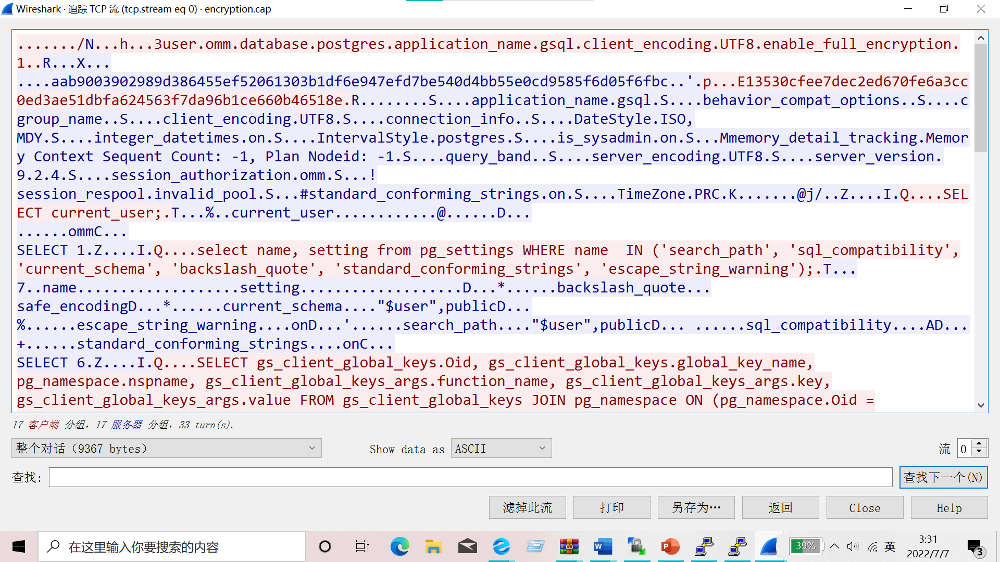 Wireshark · 追踪 TCP 流 (tcp.stream eq 0) · encryption.cap
......./N...h...3user.omm.database.postgres.application_name.gsql.client_encoding.UTF8.enable_full_encryption.
1..R...X...
....aab9003902989d386455ef52061303b1df6e947efd7be540d4bb55e0cd9585f6d05f6fbc..'.p...E13530cfee7dec2ed670fe6a3cc
0ed3ae51dbfa624563f7da96b1ce660b46518e.R........S....application_name.gsql.S....behavior_compat_options..S....c
group_name..S....client_encoding.UTF8.S....connection_info..S....DateStyle.ISO,
MDY.S....integer_datetimes.on.S....IntervalStyle.postgres.S....is_sysadmin.on.S...Mmemory_detail_tracking.Memor
y Context Sequent Count: -1, Plan Nodeid: -1.S....query_band..S....server_encoding.UTF8.S....server_version.
9.2.4.S....session_authorization.omm.S...!
session_respool.invalid_pool.S...#standard_conforming_strings.on.S....TimeZone.PRC.K.......@j/..Z....I.Q....SEL
ECT current_user;.T...%..current_user............@......D...
......ommC...
SELECT 1.Z....I.Q....select name, setting from pg_settings WHERE name  IN ('search_path', 'sql_compatibility',
'current_schema', 'backslash_quote', 'standard_conforming_strings', 'escape_string_warning');.T...
7..name...................setting...................D...*......backslash_quote...
safe_encodingD...*......current_schema...."$user",publicD...
%......escape_string_warning....onD...'......search_path...."$user",publicD... ......sql_compatibility....AD...
+......standard_conforming_strings....onC...
SELECT 6.Z....I.Q....SELECT gs_client_global_keys.Oid, gs_client_global_keys.global_key_name,
pg_namespace.nspname, gs_client_global_keys_args.function_name, gs_client_global_keys_args.key,
gs_client_global_keys_args.value FROM gs_client_global_keys JOIN pg_namespace ON (pg_namespace.Oid =
17 客户端 分组, 17 服务器 分组, 33 turn(s).
整个对话 (9367 bytes)
Show data as
ASCII
流
0
查找:
查找下一个(N)
滤掉此流
打印
另存为…
返回
Close
Help
在这里输入你要搜索的内容
39%
英
3:31
2022/7/7
3